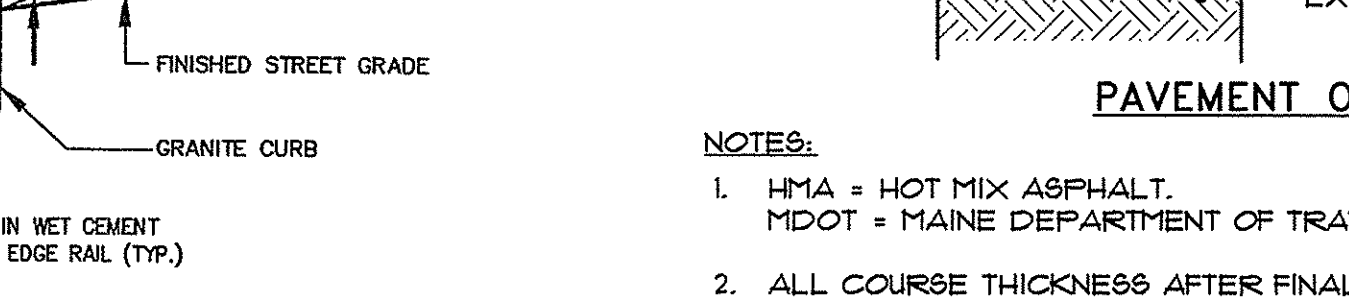 FINISHED STREET GRADE
GRANITE CURB
IN WET CEMENT
EDGE RAIL (TYP.)
PAVEMENT
NOTES:
1. HMA = HOT MIX ASPHALT.
MDOT = MAINE DEPARTMENT OF
2. ALL COURSE THICKNESS AFTER FINAL